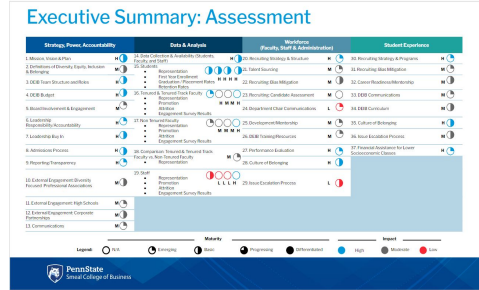 Executive Summary: Assessment
Strategy, Power, Accountability
Data & Analysis
Workforce
(Faculty, Staff & Administration)
Student Experience
1. Mission, Vision & Plan H
2. Definitions of Diversity, Equity, Inclusion
& Belonging M
3. DEIB Team Structure and Roles H
4. DEIB Budget H
5. Board Involvement & Engagement M
6. Leadership
Responsibility/Accountability H
7. Leadership Buy In H
8. Admissions Process H
9. Reporting Transparency H
10. External Engagement: Diversity
Focused Professional Associations M
11. External Engagement: High Schools M
12. External Engagement: Corporate
Partnerships M
13. Communications M
14. Data Collection & Availability (Students,
Faculty and Staff) H
15. Students
• Representation
• First Year Enrollment
• Graduation / Placement Rates H H H H
• Retention Rates
16. Tenured & Tenured Track Faculty
• Representation
• Promotion H M M H
• Attrition
• Engagement Survey Results
17. Non Tenured Faculty
• Representation
• Promotion M M M H
• Attrition
• Engagement Survey Results
18. Comparison: Tenured & Tenured Track
Faculty vs. Non Tenured Faculty M
19. Staff
• Representation
• Promotion L L L H
• Attrition
• Engagement Survey Results
20. Recruiting Strategy & Structure H
21. Talent Sourcing M
22. Recruiting Bias Mitigation M
23. Recruiting: Candidate Assessment M
24. Department Chair Communications L
25. Development/Mentorship M
26. DEIB Training/Resources M
27. Performance Evaluation H
28. Culture of Belonging H
29. Issue Escalation Process L
30. Recruiting Strategy & Programs H
31. Recruiting Bias Mitigation M
32. Career Readiness/Mentorship M
33. DEIB Communications M
34. DEIB Curriculum M
35. Culture of Belonging H
36. Issue Escalation Process M
37. Financial Assistance for Lower
Socioeconomic Classes H
Maturity
Impact
Legend: N/A Emerging Basic Progressing Differentiated High Moderate Low
PennState
Smeal College of Business